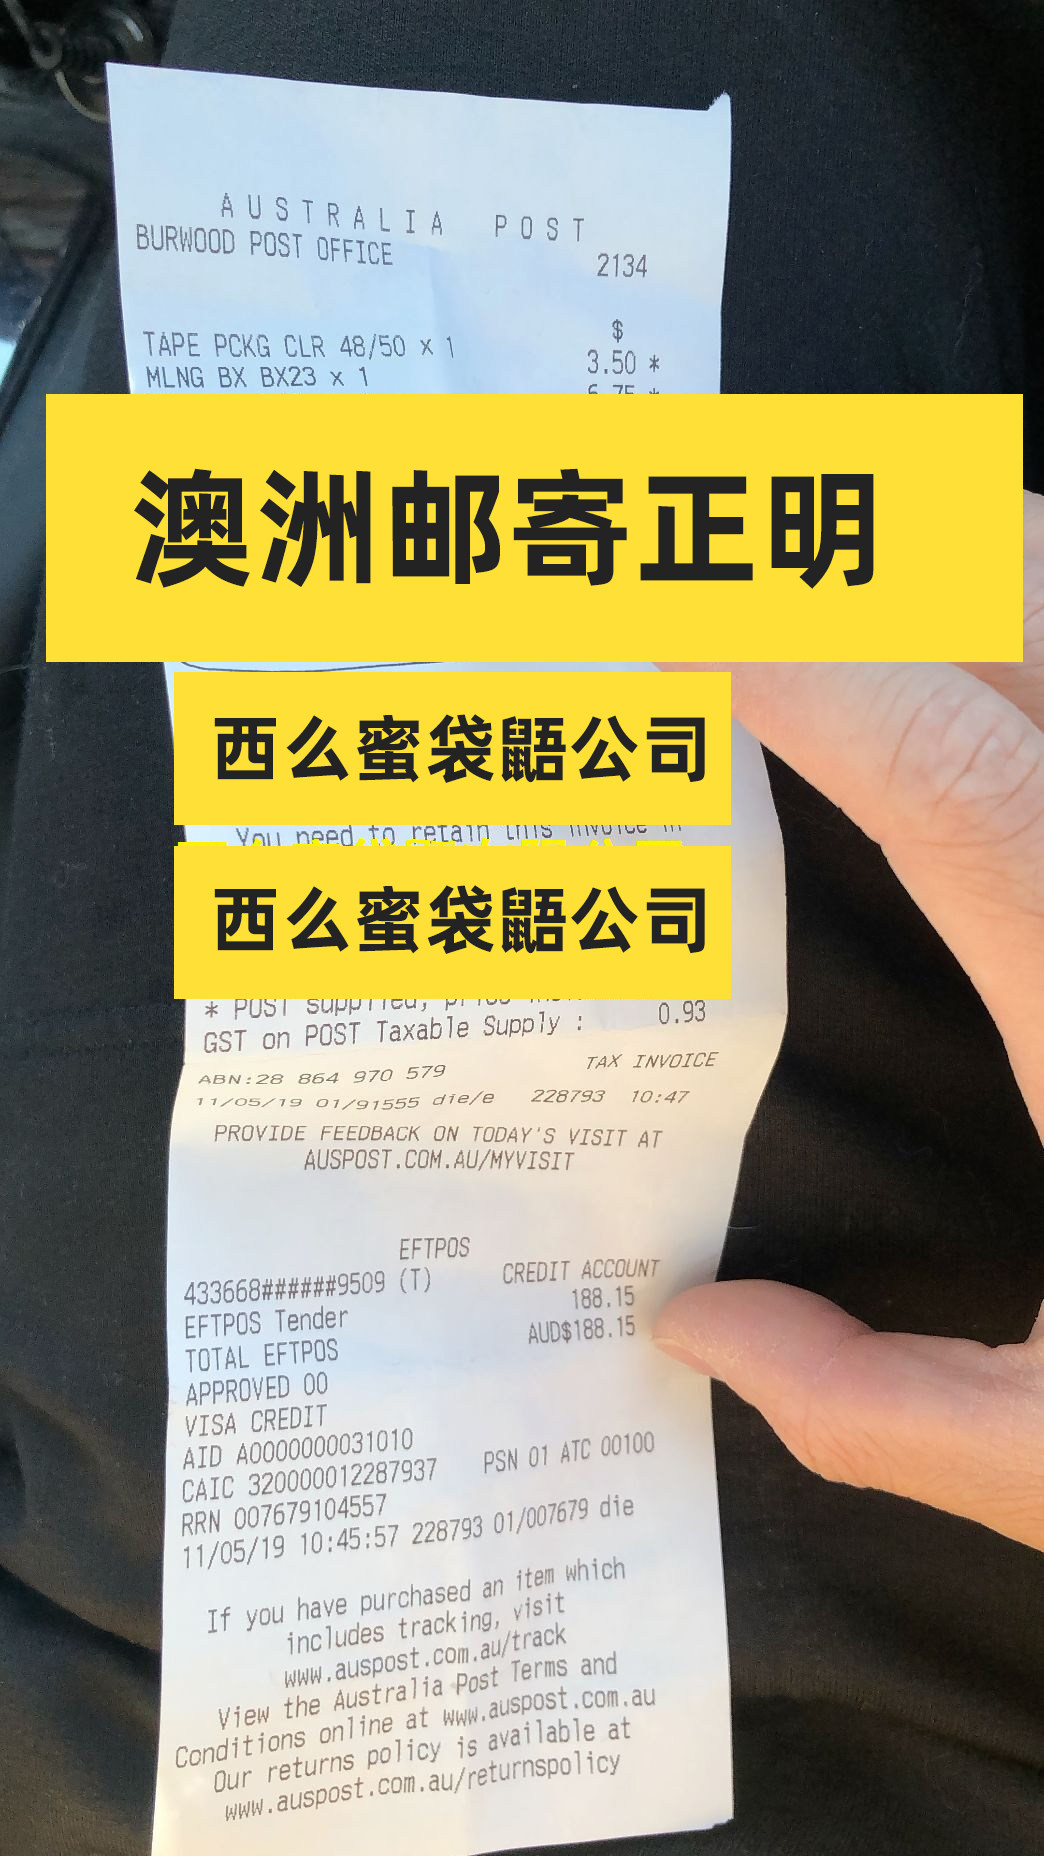 AUSTRALIA POST
BURWOOD POST OFFICE
2134
$
TAPE PCKG CLR 48/50 x 1 3.50 *
MLNG BX BX23 x 1
澳洲邮寄正明
西么蜜袋鼯公司
You need to retain this invoice
西么蜜袋鼯公司
* POST supplied,
GST on POST Taxable Supply : 0.93
ABN:28 864 970 579 TAX INVOICE
11/05/19 01/91555 die/e 228793 10:47
PROVIDE FEEDBACK ON TODAY'S VISIT AT
AUSPOST.COM.AU/MYVISIT
EFTPOS
433668######9509 (T) CREDIT ACCOUNT
EFTPOS Tender 188.15
TOTAL EFTPOS AUD$188.15
APPROVED 00
VISA CREDIT
AID A0000000031010
CAIC 320000012287937 PSN 01 ATC 00100
RRN 007679104557
11/05/19 10:45:57 228793 01/007679 die
If you have purchased an item which
includes tracking, visit
www.auspost.com.au/track
View the Australia Post Terms and
Conditions online at www.auspost.com.au
Our returns policy is available at
www.auspost.com.au/returnspolicy